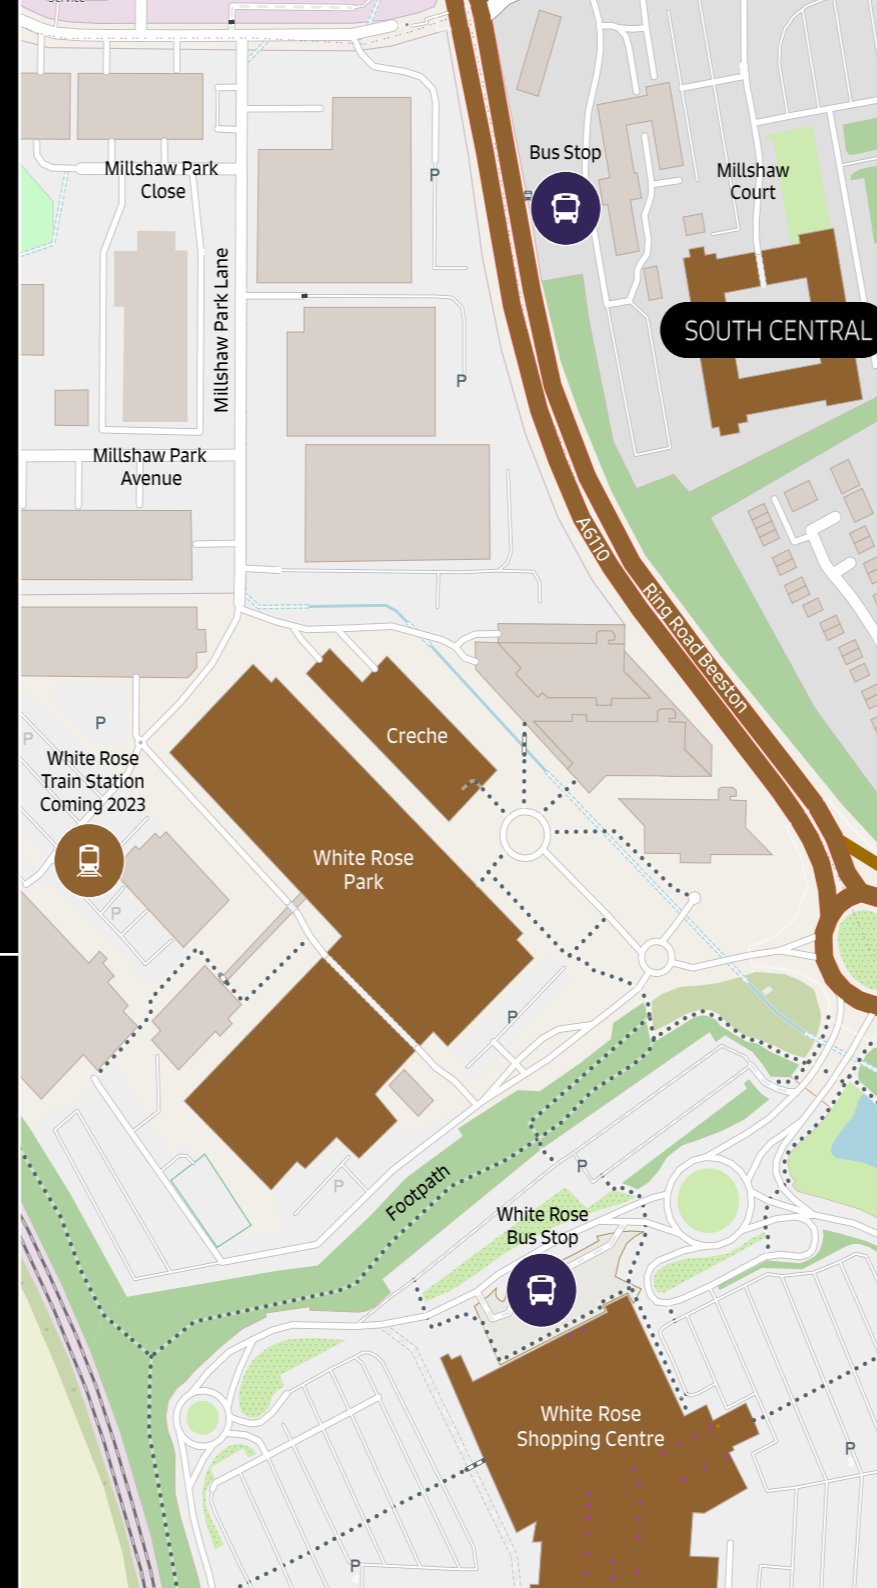 Bus Stop
Millshaw Park
Close
P
Millshaw
Court
Millshaw Park Lane
SOUTH CENTRAL
P
Millshaw Park
Avenue
A6110
Ring Road Beeston
P
P
Creche
White Rose
Train Station
Coming 2023
White Rose
Park
P
P
P
P
Footpath
White Rose
Bus Stop
White Rose
Shopping Centre
P
P